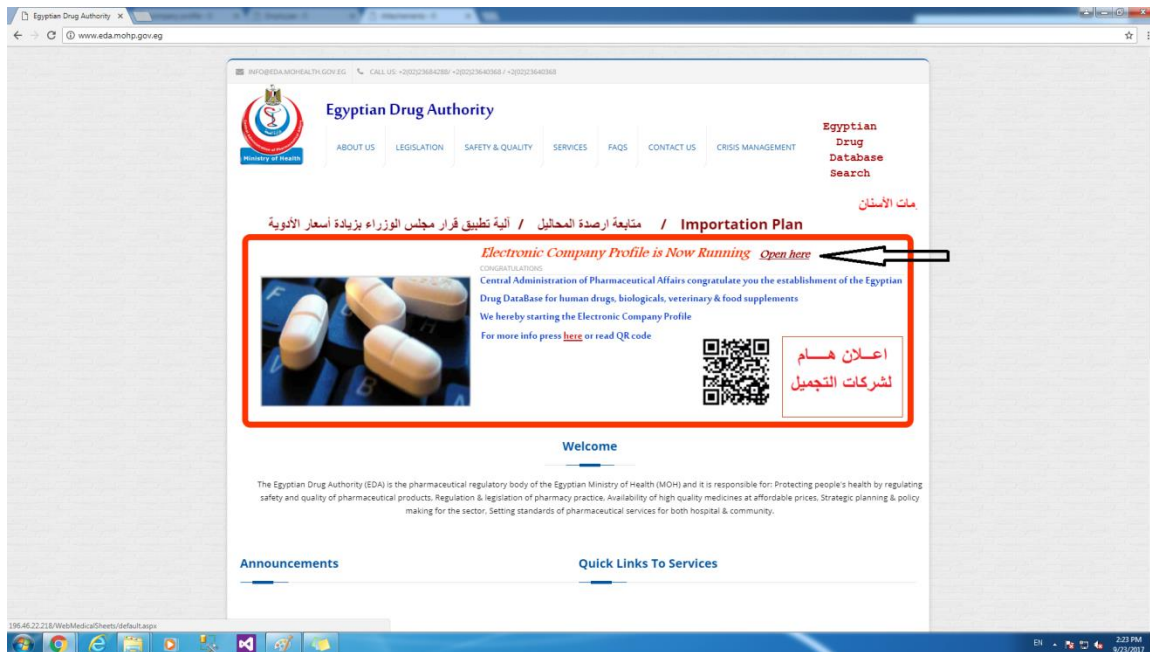 Egyptian Drug Authority
www.eda.mohp.gov.eg
INFO@EDA.MOHEALTH.GOV.EG. CALL US: +2(02)23684288/ +2(02)23640368 / +2(02)23640368
Egyptian Drug Authority
Ministry of Health
ABOUT US LEGISLATION SAFETY & QUALITY SERVICES FAQS CONTACT US CRISIS MANAGEMENT
Egyptian
Drug
Database
Search
مات الأسنان
Importation Plan / متابعة ارصدة المحاليل / آلية تطبيق قرار مجلس الوزراء بزيادة أسعار الأدوية
Electronic Company Profile is Now Running Open here
CONGRATULATIONS
Central Administration of Pharmaceutical Affairs congratulate you the establishment of the Egyptian
Drug DataBase for human drugs, biologicals, veterinary & food supplements
We hereby starting the Electronic Company Profile
For more info press here or read QR code
اعــلان هـــام
لشركات التجميل
Welcome
The Egyptian Drug Authority (EDA) is the pharmaceutical regulatory body of the Egyptian Ministry of Health (MOH) and it is responsible for: Protecting people's health by regulating
safety and quality of pharmaceutical products, Regulation & legislation of pharmacy practice, Availability of high quality medicines at affordable prices, Strategic planning & policy
making for the sector, Setting standards of pharmaceutical services for both hospital & community.
Announcements
Quick Links To Services
196.46.22.218/WebMedicalSheets/default.aspx
EN
2:23 PM
9/23/2017